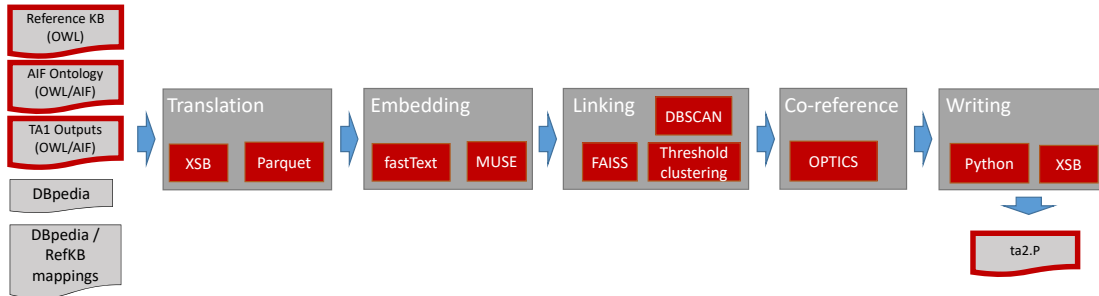 Reference KB
(OWL)
AIF Ontology
(OWL/AIF)
TA1 Outputs
(OWL/AIF)
DBpedia
DBpedia /
RefKB
mappings
Translation
XSB
Parquet
Embedding
fastText
MUSE
Linking
DBSCAN
FAISS
Threshold
clustering
Co-reference
OPTICS
Writing
Python
XSB
ta2.P